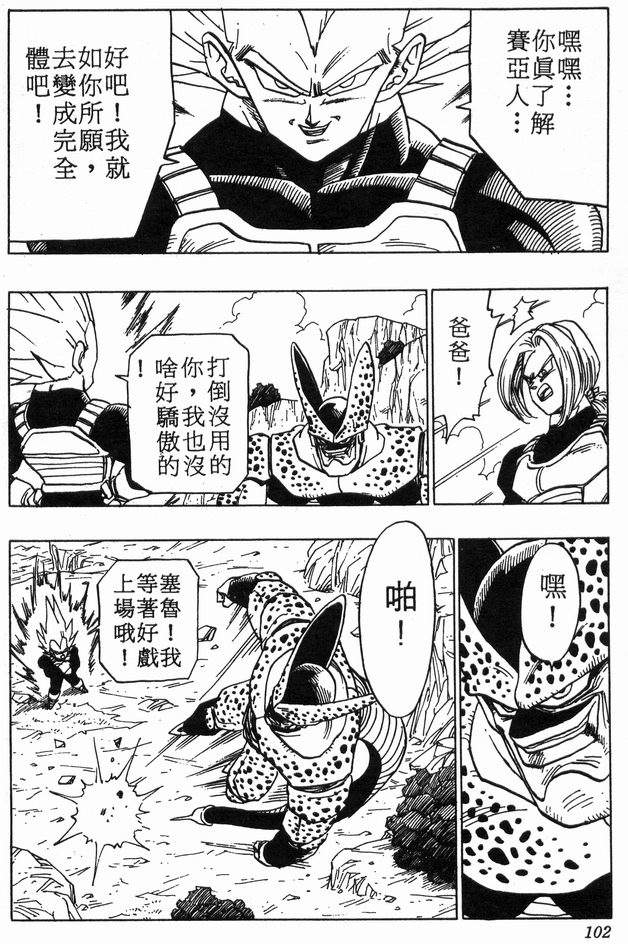 嘿嘿⋯
你眞了解
賽亞人⋯
好吧！我就
如你所願，
去變成完全
體吧！
爸爸！
打倒沒用的
你，我也沒
啥好驕傲的
！
嘿！
啪！
塞魯！我
等著好戲
上場哦！
102